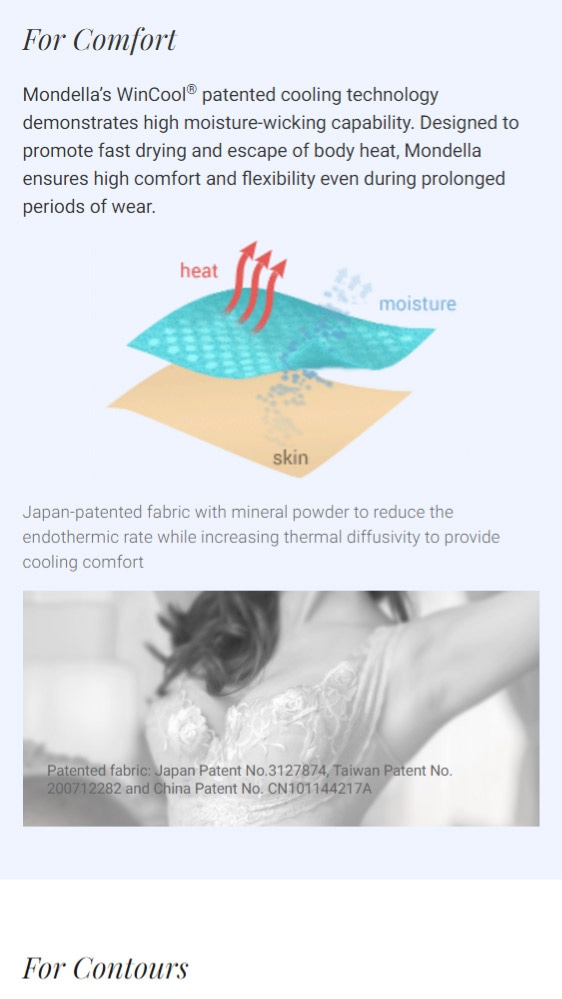 For Comfort
Mondella's WinCool® patented cooling technology
demonstrates high moisture-wicking capability. Designed to
promote fast drying and escape of body heat, Mondella
ensures high comfort and flexibility even during prolonged
periods of wear.
heat
moisture
skin
Japan-patented fabric with mineral powder to reduce the
endothermic rate while increasing thermal diffusivity to provide
cooling comfort
Patented fabric: Japan Patent No.3127874, Taiwan Patent No.
200712282 and China Patent No. CN101144217A
For Contours